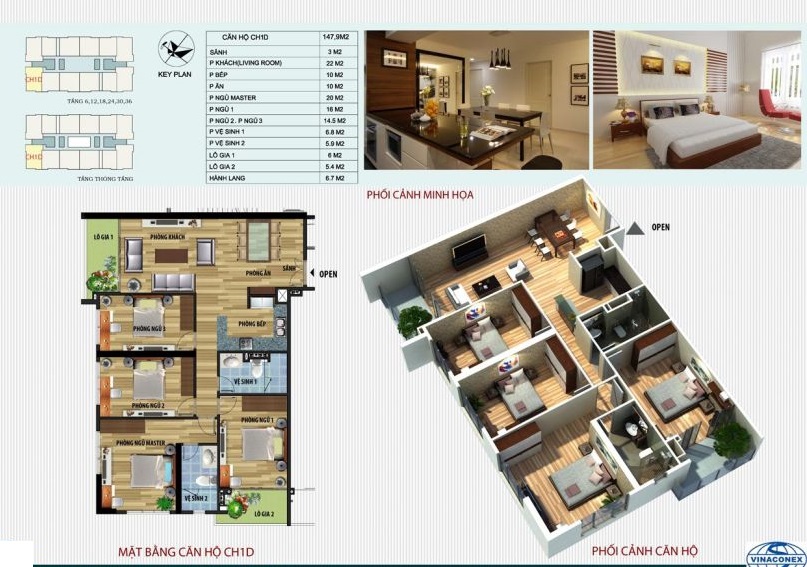 CH1D
TẦNG 6,12,18,24,30,36
CH1D
TẦNG THÔNG TẦNG
KEY PLAN
CĂN HỘ CH1D 147,9M2
SẢNH 3 M2
P KHÁCH(LIVING ROOM) 22 M2
P BẾP 10 M2
P ĂN 10 M2
P NGỦ MASTER 20 M2
P NGỦ 1 16 M2
P NGỦ 2 . P NGỦ 3 14.5 M2
P VỆ SINH 1 6.8 M2
P VỆ SINH 2 5.9 M2
LÔ GIA 1 6 M2
LÔ GIA 2 5.4 M2
HÀNH LANG 6.7 M2
PHỐI CẢNH MINH HỌA
LÔ GIA 1
PHÒNG KHÁCH
PHÒNG ĂN
SẢNH
OPEN
PHÒNG NGỦ 3
PHÒNG BẾP
VỆ SINH 1
PHÒNG NGỦ 2
PHÒNG NGỦ 1
PHÒNG NGỦ MASTER
VỆ SINH 2
LÔ GIA 2
OPEN
MẶT BẰNG CĂN HỘ CH1D
PHỐI CẢNH CĂN HỘ
VINACONEX